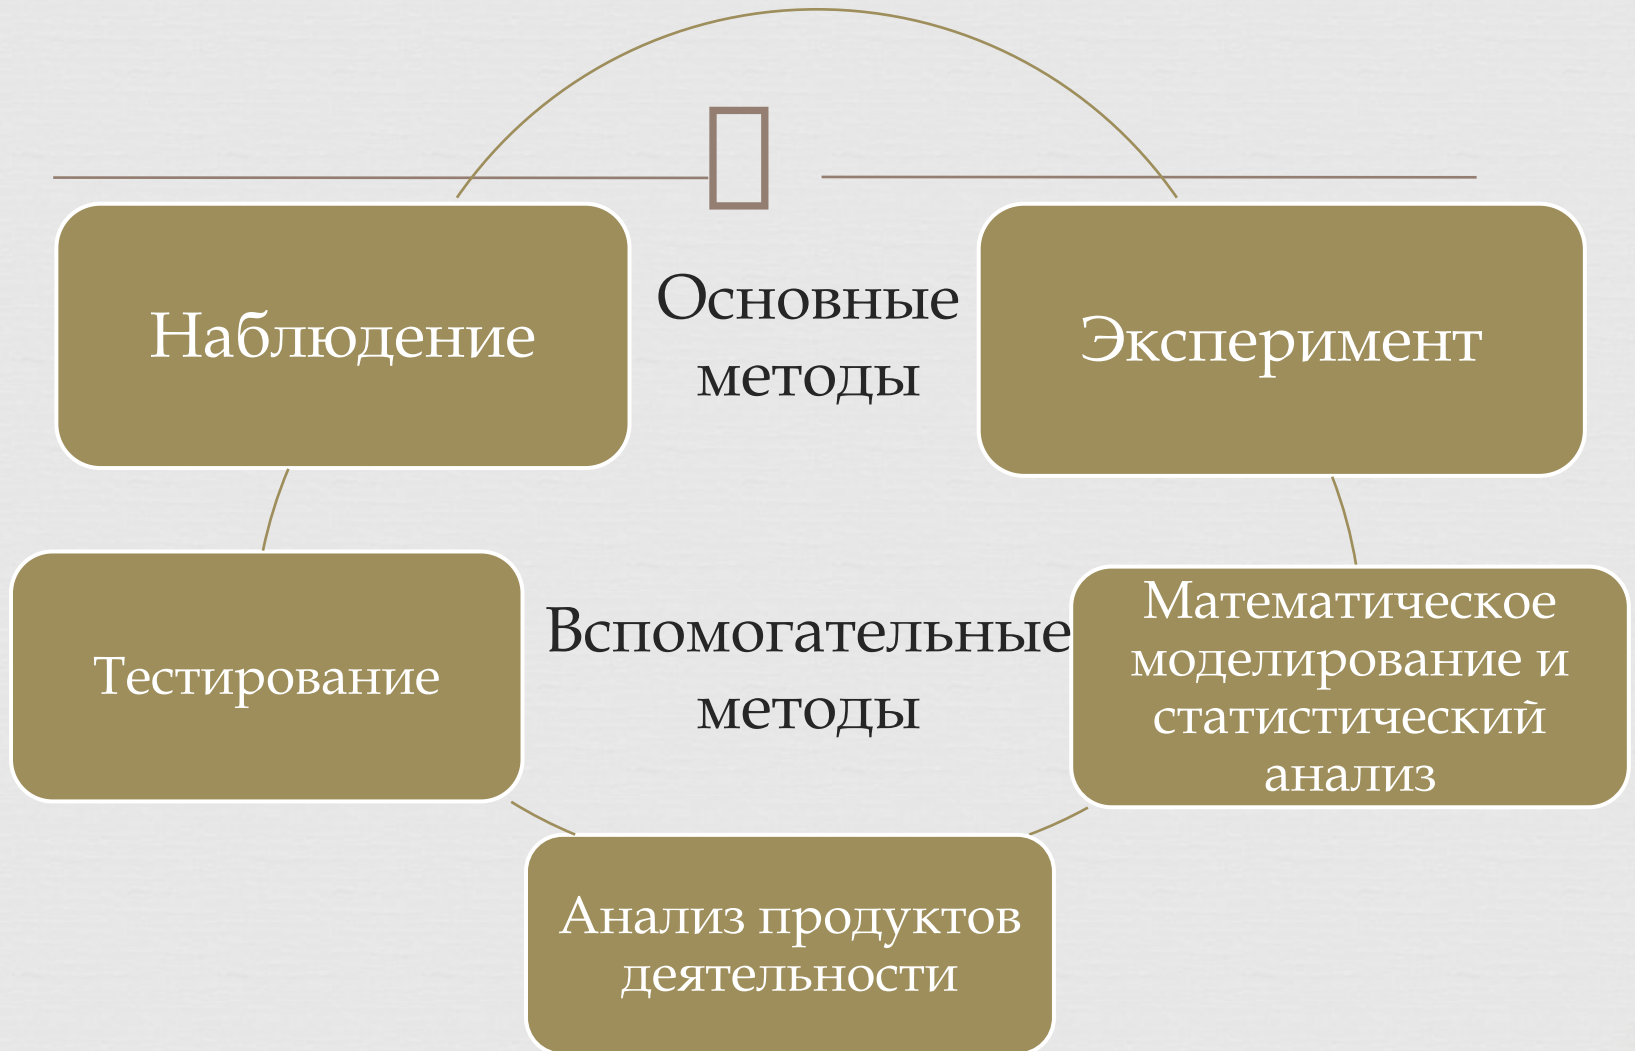 Наблюдение
Основные
методы
Эксперимент
Тестирование
Вспомогательные
методы
Математическое
моделирование и
статистический
анализ
Анализ продуктов
деятельности